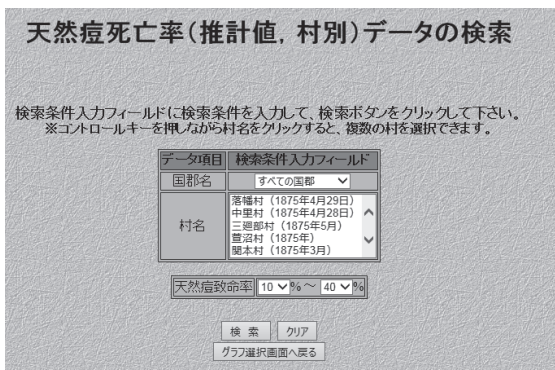 天然痘死亡率(推計値, 村別)データの検索
検索条件入力フィールドに検索条件を入力して、検索ボタンをクリックして下さい。
※コントロールキーを押しながら村名をクリックすると、複数の村を選択できます。
データ項目 検索条件入力フィールド
国郡名 すべての国郡
村名
落幡村（1875年4月29日）
中里村（1875年4月28日）
三廻部村（1875年5月）
菅沼村（1875年）
関本村（1875年3月）
天然痘致命率 10 %～ 40 %
検 索 クリア
グラフ選択画面へ戻る